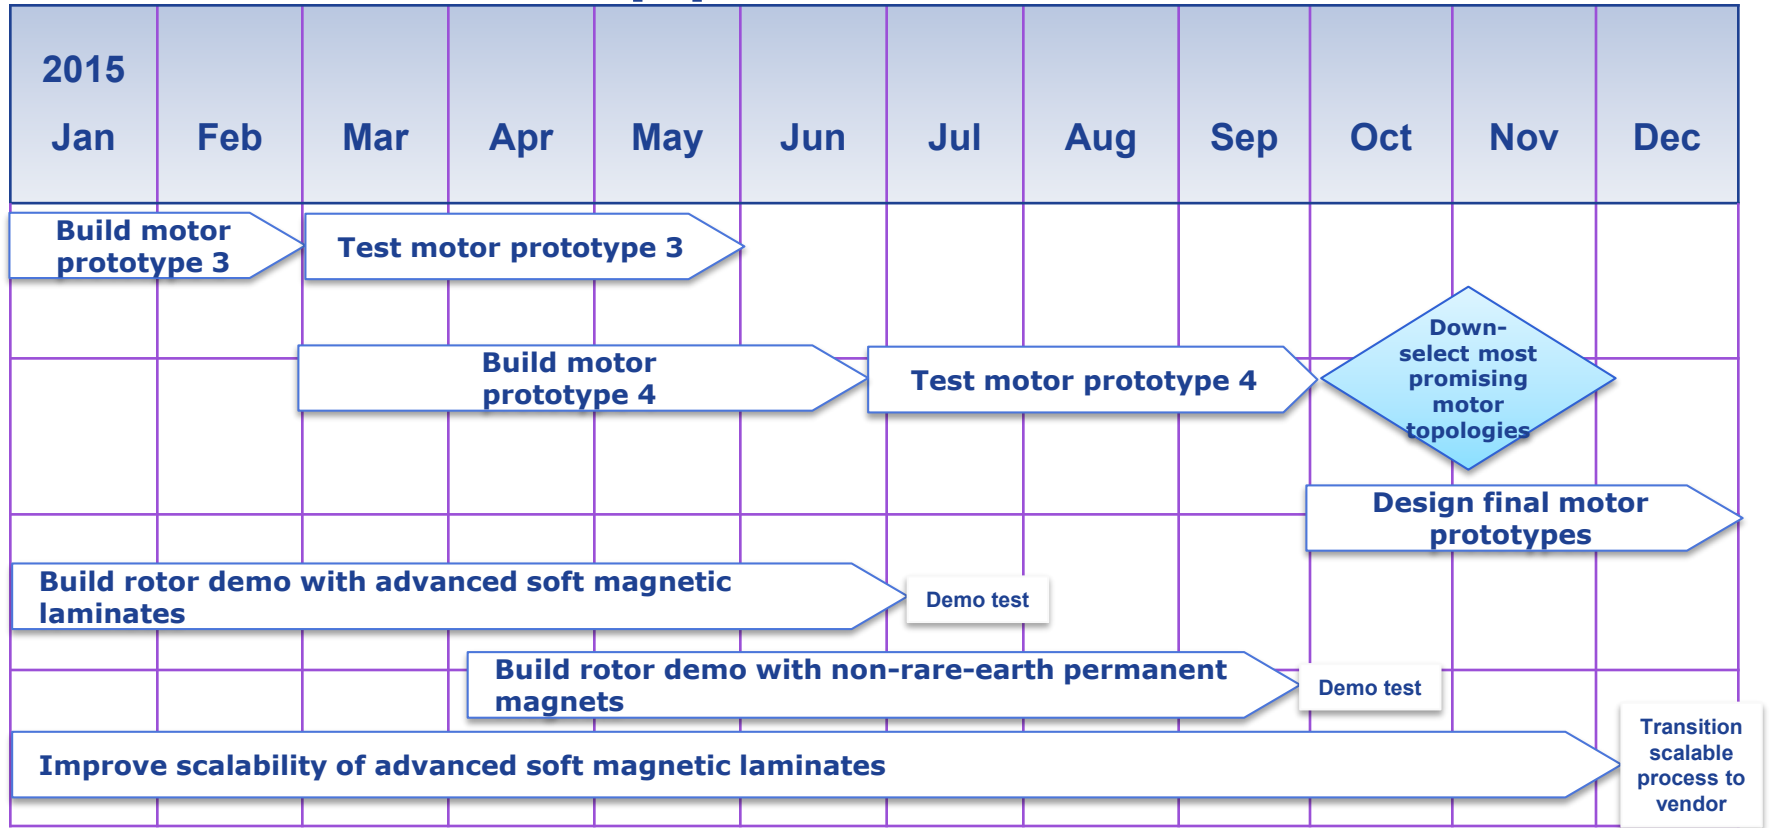 2015
Jan Feb Mar Apr May Jun Jul Aug Sep Oct Nov Dec
Build motor
prototype 3
Test motor prototype 3
Build motor
prototype 4
Test motor prototype 4
Down-
select most
promising
motor
topologies
Design final motor
prototypes
Build rotor demo with advanced soft magnetic
laminates
Demo test
Build rotor demo with non-rare-earth permanent
magnets
Demo test
Improve scalability of advanced soft magnetic laminates
Transition
scalable
process to
vendor